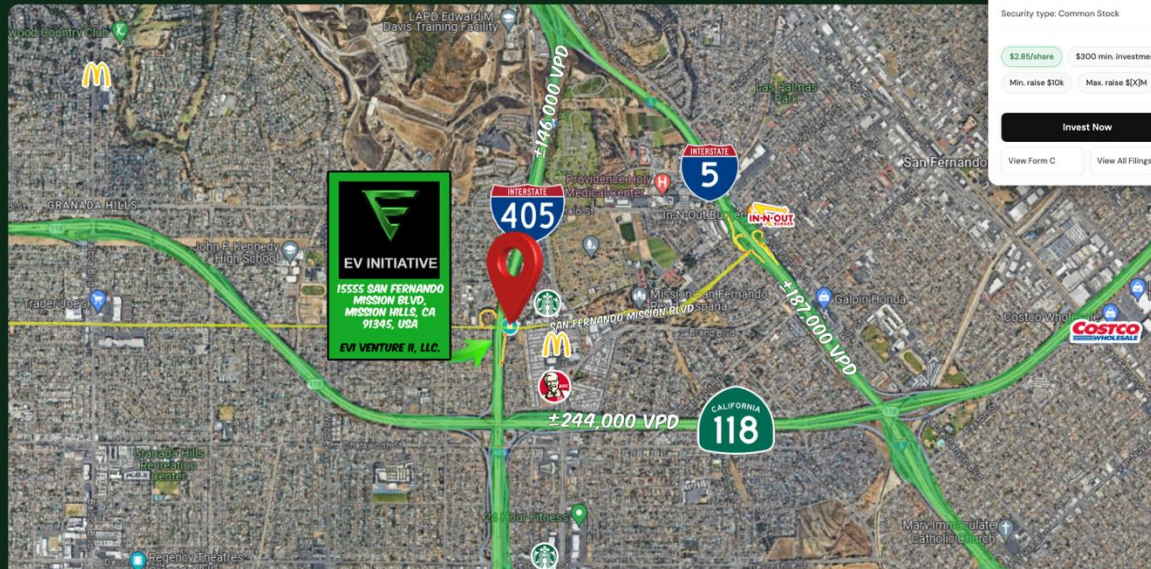 LAPD Edward M
Davis Training Facility
wood Country Club
Security type: Common Stock
$2.85/share
$300 min. investme
Min. raise $10k
Max. raise $[X]M
Invest Now
View Form C
View All Filings
±146,000 VPD
Las Palmas
Park
San Fernando
INTERSTATE
5
Providence Holy
Medical Center
INTERSTATE
405
In-N-Out Burger
IN-N-OUT
BURGER
GRANADA HILLS
John F. Kennedy
High School
EV INITIATIVE
15555 SAN FERNANDO
MISSION BLVD,
MISSION HILLS, CA
91345, USA
EVI VENTURE II, LLC.
Trader Joe's
Mission San Fernando
SAN FERNANDO MISSION BLVD
±187,000 VPD
Galpin Honda
COSTCO
WHOLESALE
KFC
±244,000 VPD
CALIFORNIA
118
Granada Hills
Recreation
Center
24 Hour Fitness
Mary Immaculate
Catholic Church
Regency Theatres